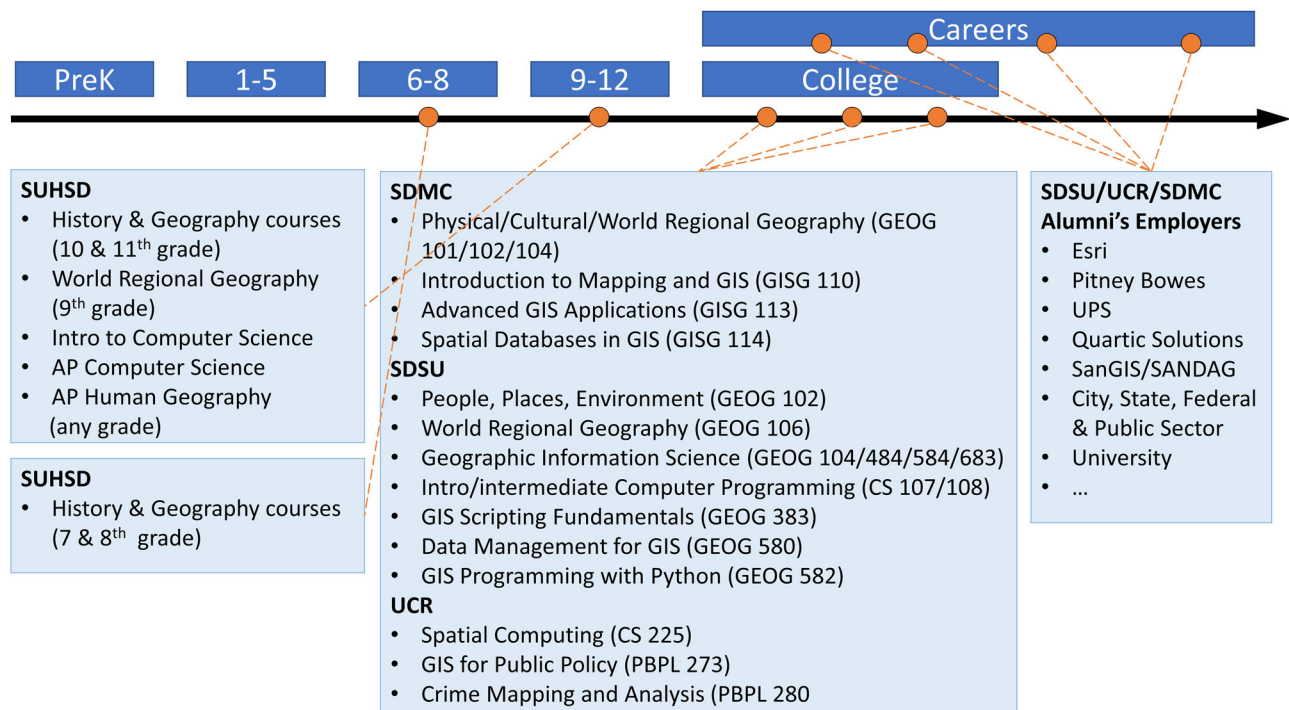 Careers
PreK
1-5
6-8
9-12
College
SUHSD
• History & Geography courses
(10 & 11th grade)
• World Regional Geography
(9th grade)
• Intro to Computer Science
• AP Computer Science
• AP Human Geography
(any grade)
SUHSD
• History & Geography courses
(7 & 8th grade)
SDMC
• Physical/Cultural/World Regional Geography (GEOG
101/102/104)
• Introduction to Mapping and GIS (GISG 110)
• Advanced GIS Applications (GISG 113)
• Spatial Databases in GIS (GISG 114)
SDSU
• People, Places, Environment (GEOG 102)
• World Regional Geography (GEOG 106)
• Geographic Information Science (GEOG 104/484/584/683)
• Intro/intermediate Computer Programming (CS 107/108)
• GIS Scripting Fundamentals (GEOG 383)
• Data Management for GIS (GEOG 580)
• GIS Programming with Python (GEOG 582)
UCR
• Spatial Computing (CS 225)
• GIS for Public Policy (PBPL 273)
• Crime Mapping and Analysis (PBPL 280
SDSU/UCR/SDMC
Alumni's Employers
• Esri
• Pitney Bowes
• UPS
• Quartic Solutions
• SanGIS/SANDAG
• City, State, Federal
& Public Sector
• University
• ...